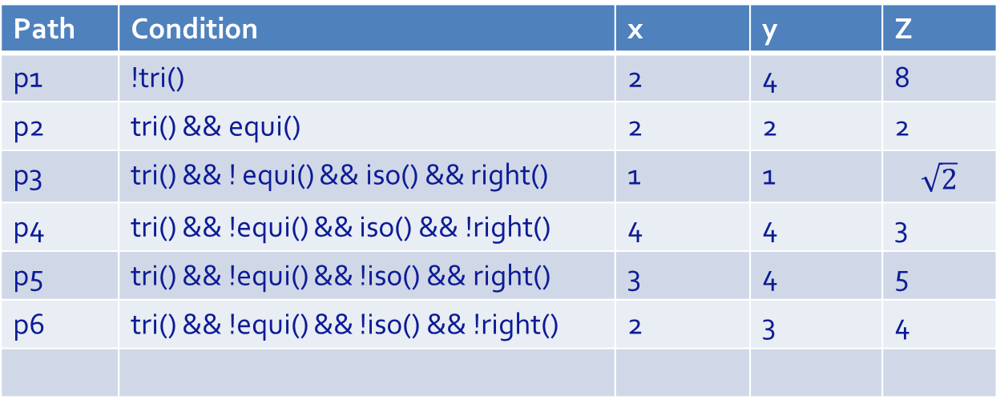 Path Condition x y Z
p1 !tri() 2 4 8
p2 tri() && equi() 2 2 2
p3 tri() && ! equi() && iso() && right() 1 1 √2
p4 tri() && !equi() && iso() && !right() 4 4 3
p5 tri() && !equi() && !iso() && right() 3 4 5
p6 tri() && !equi() && !iso() && !right() 2 3 4